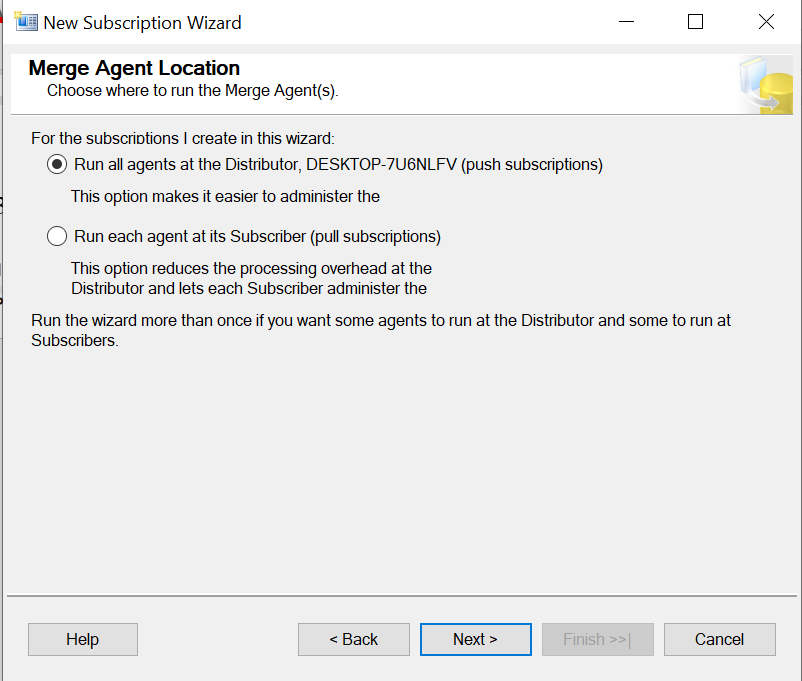 New Subscription Wizard
Merge Agent Location
Choose where to run the Merge Agent(s).
For the subscriptions I create in this wizard:
Run all agents at the Distributor, DESKTOP-7U6NLFV (push subscriptions)
This option makes it easier to administer the
Run each agent at its Subscriber (pull subscriptions)
This option reduces the processing overhead at the
Distributor and lets each Subscriber administer the
Run the wizard more than once if you want some agents to run at the Distributor and some to run at
Subscribers.
Help
< Back
Next >
Finish >>|
Cancel